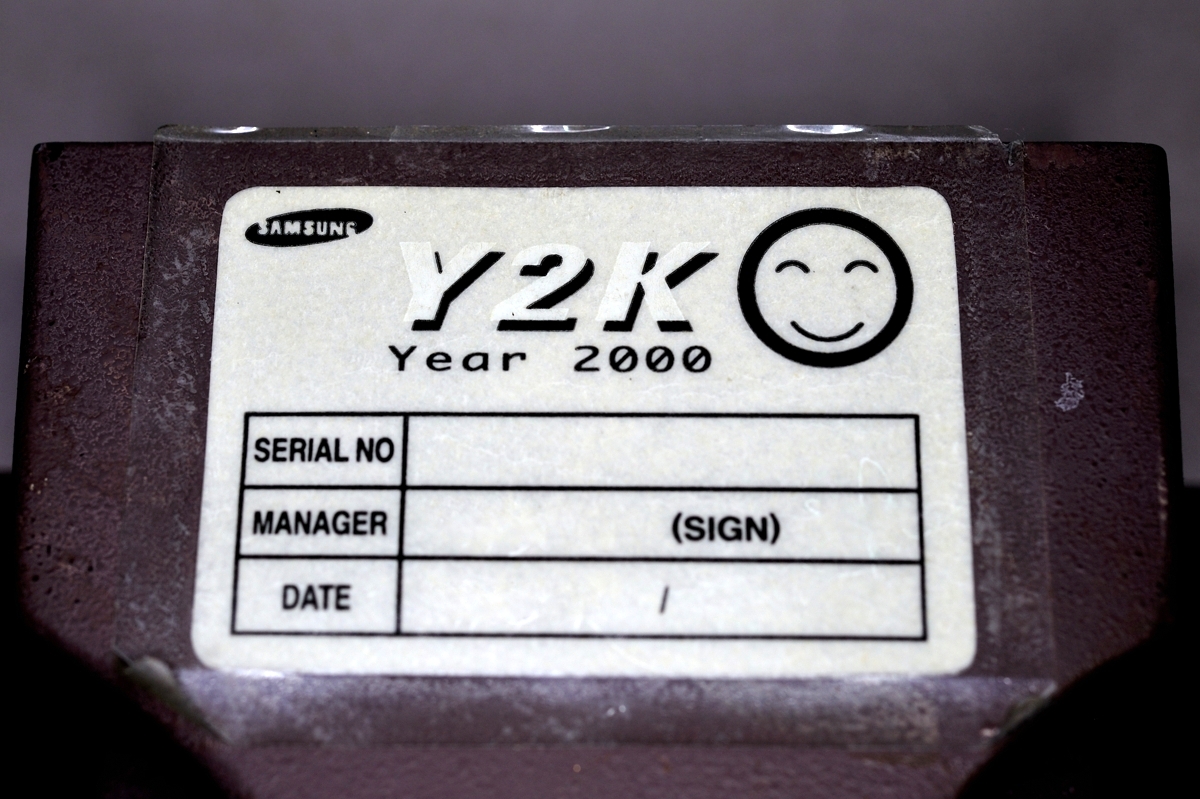 SAMSUNG
Y2K
Year 2000
SERIAL NO
MANAGER (SIGN)
DATE /